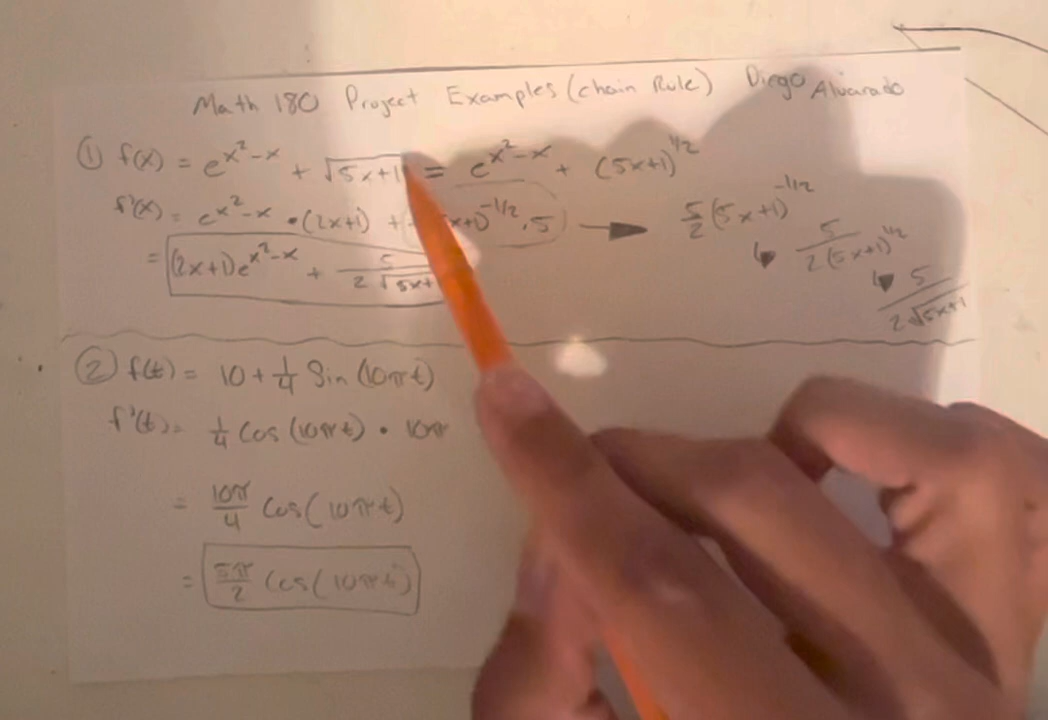 Math 180 Project Examples (chain Rule) Diego Alvarado
① f(x) = e^{x²-x} + √5x+1 = e^{x²-x} + (5x+1)^{1/2}
f'(x) = e^{x²-x} • (2x+1) + x+1)^{-1/2} · 5 → 5/2 (5x+1)^{-1/2}
↳ 5/2(5x+1)^{1/2}
= (2x+1)e^{x²-x} + 5/2√5x+
↳ 5/2√5x+1
② f(t) = 10 + 1/4 Sin (10πt)
f'(t) = 1/4 Cos (10πt) • 10π
= 10π/4 Cos (10πt)
= 5π/2 Cos (10πt)